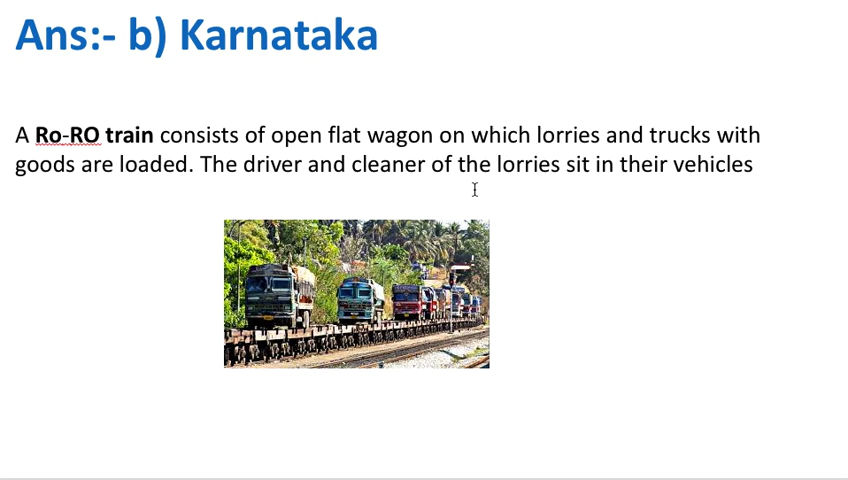 Ans:- b) Karnataka
A Ro-RO train consists of open flat wagon on which lorries and trucks with
goods are loaded. The driver and cleaner of the lorries sit in their vehicles